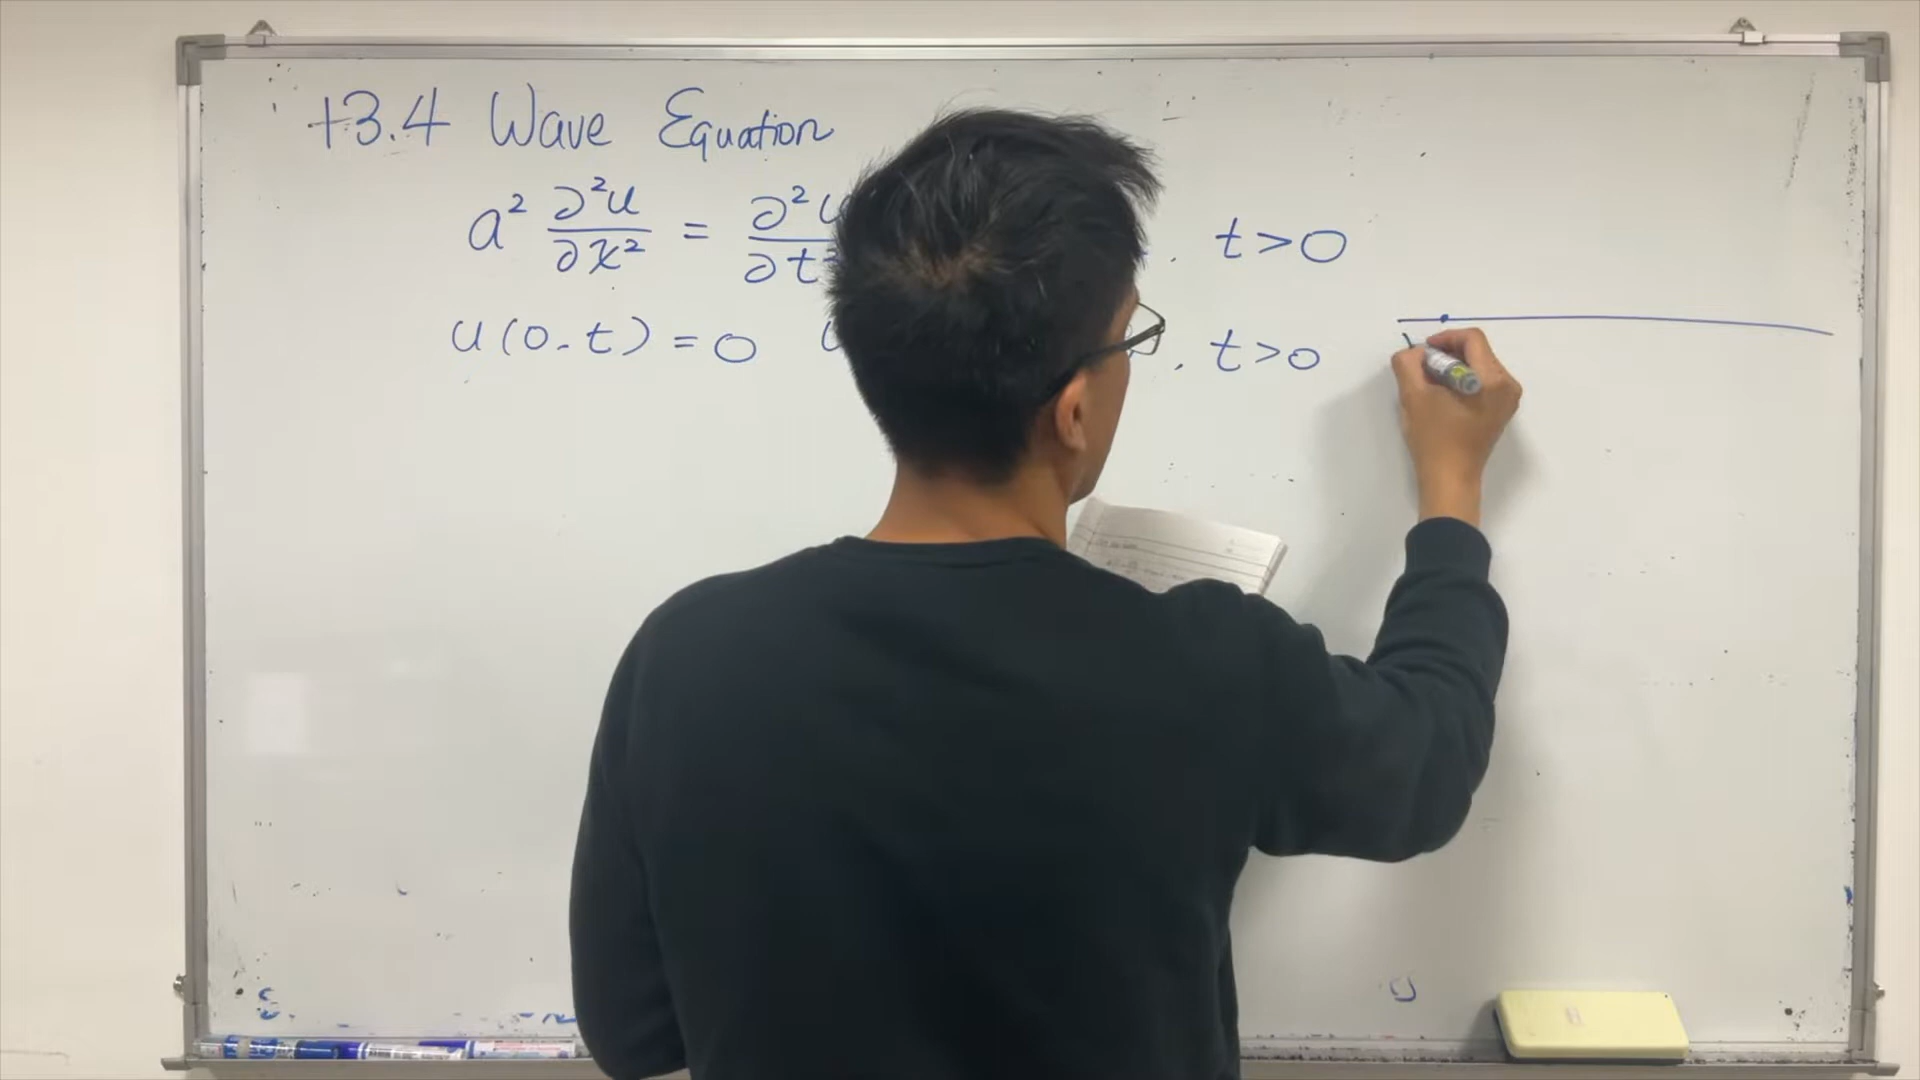 13.4 Wave Equation
a² ∂²u/∂x² = ∂²u/∂t² . t>0
u(0,t)=0 u . t>0